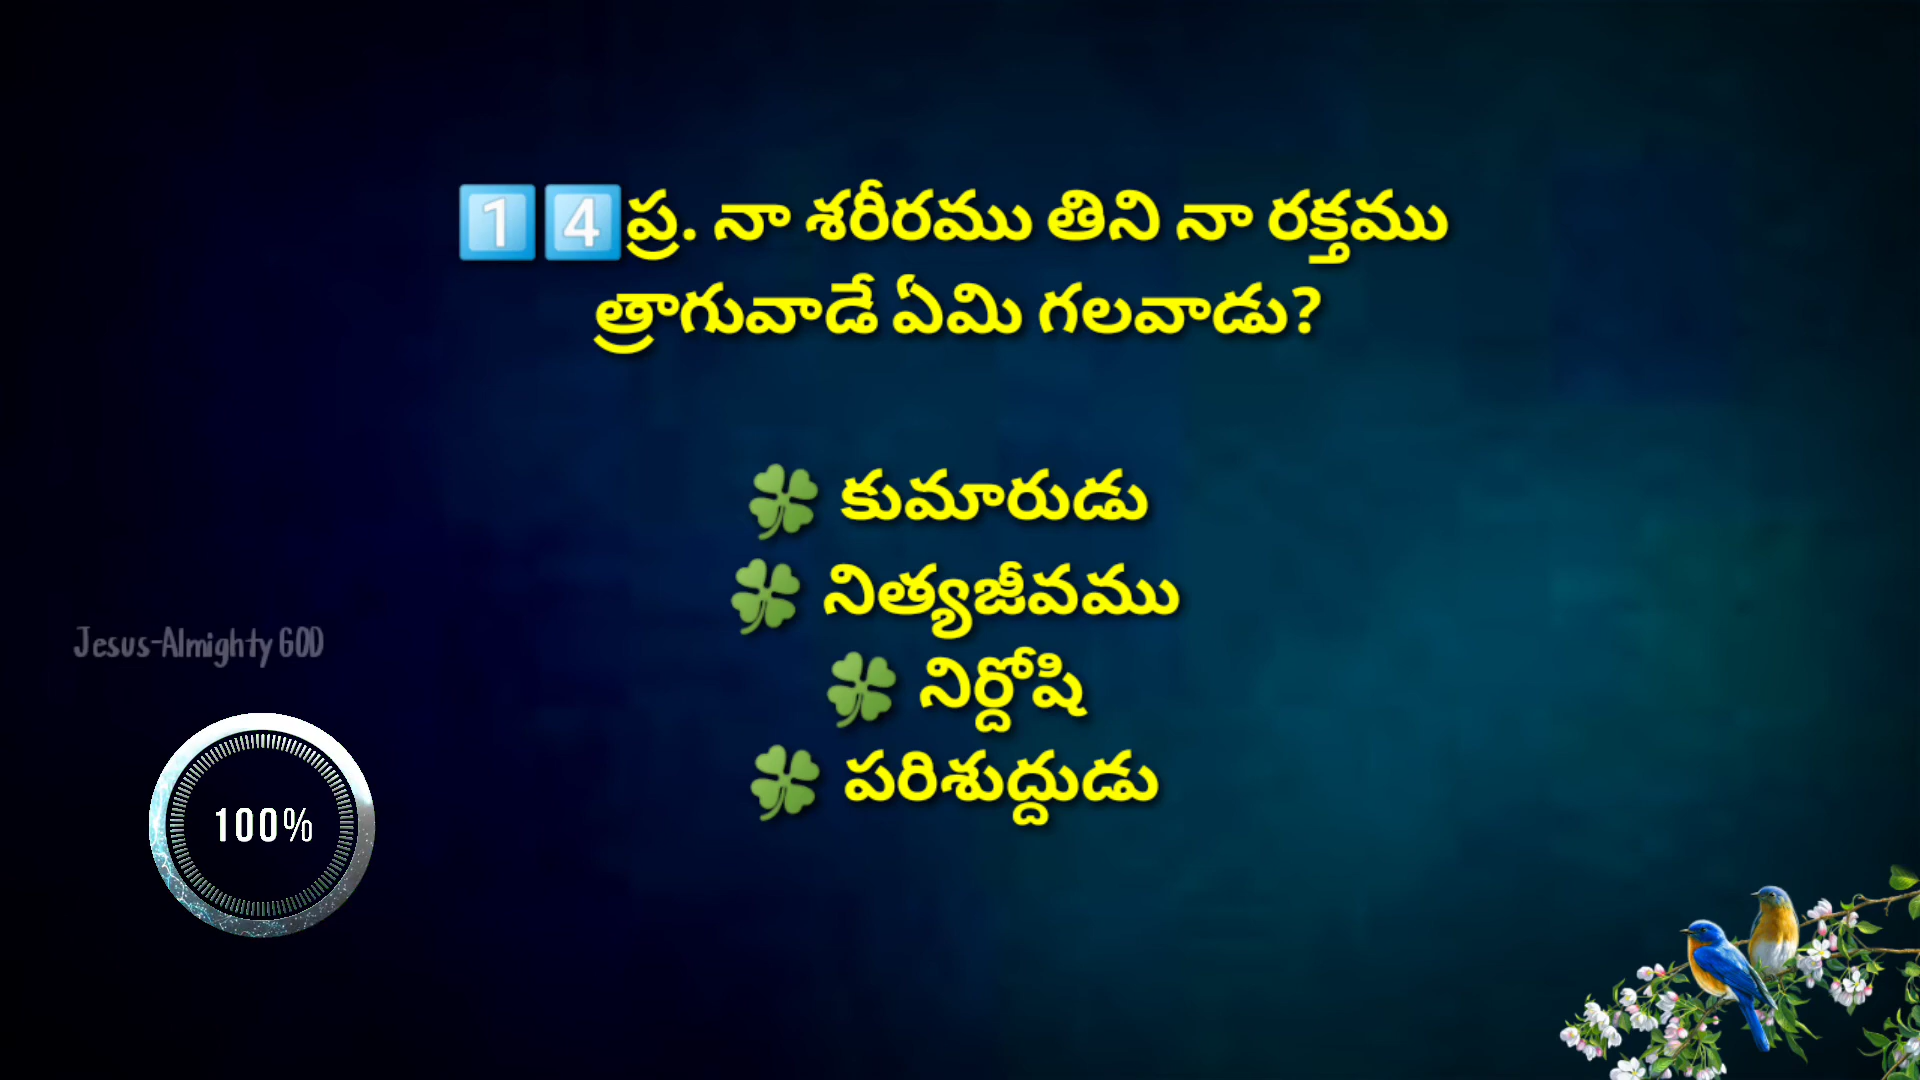 1️⃣4️⃣ప్ర. నా శరీరము తిని నా రక్తము
త్రాగువాడే ఏమి గలవాడు?
🍀 కుమారుడు
🍀 నిత్యజీవము
🍀 నిర్దోషి
🍀 పరిశుద్దుడు
Jesus-Almighty GOD
100%